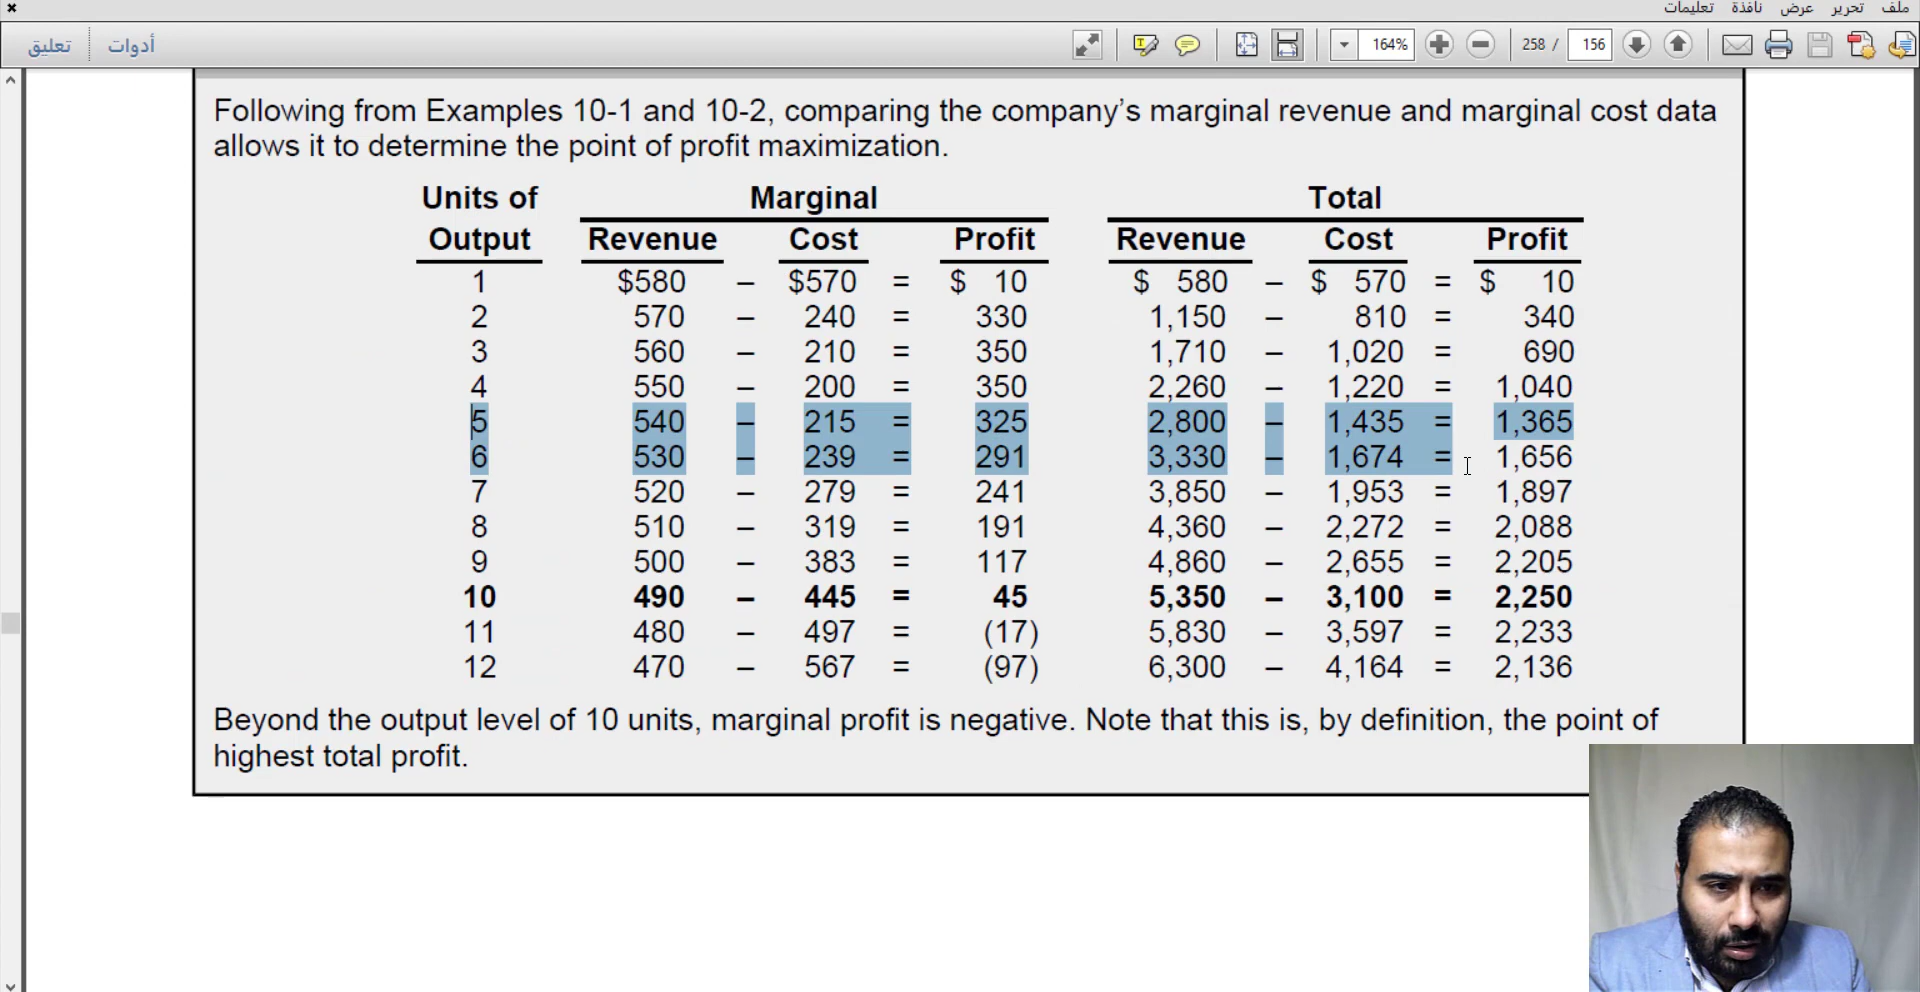 ملف تحرير عرض نافذة تعليمات
تعليق أدوات 164% 258 / 156
Following from Examples 10-1 and 10-2, comparing the company’s marginal revenue and marginal cost data
allows it to determine the point of profit maximization.
Units of Marginal Total
Output Revenue Cost Profit Revenue Cost Profit
1 $580 – $570 = $ 10 $ 580 – $ 570 = $ 10
2 570 – 240 = 330 1,150 – 810 = 340
3 560 – 210 = 350 1,710 – 1,020 = 690
4 550 – 200 = 350 2,260 – 1,220 = 1,040
5 540 – 215 = 325 2,800 – 1,435 = 1,365
6 530 – 239 = 291 3,330 – 1,674 = 1,656
7 520 – 279 = 241 3,850 – 1,953 = 1,897
8 510 – 319 = 191 4,360 – 2,272 = 2,088
9 500 – 383 = 117 4,860 – 2,655 = 2,205
10 490 – 445 = 45 5,350 – 3,100 = 2,250
11 480 – 497 = (17) 5,830 – 3,597 = 2,233
12 470 – 567 = (97) 6,300 – 4,164 = 2,136
Beyond the output level of 10 units, marginal profit is negative. Note that this is, by definition, the point of
highest total profit.